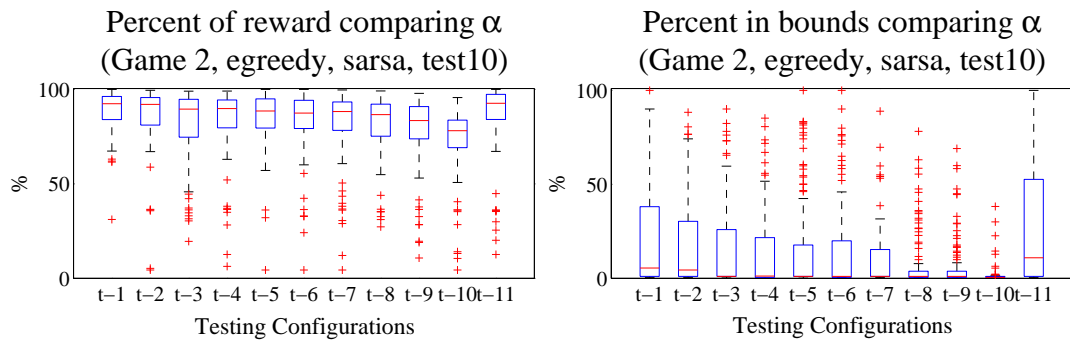 Percent of reward comparing α
(Game 2, egreedy, sarsa, test10)
100
50
0
%
t−1 t−2 t−3 t−4 t−5 t−6 t−7 t−8 t−9 t−10 t−11
Testing Configurations
Percent in bounds comparing α
(Game 2, egreedy, sarsa, test10)
100
50
0
%
t−1 t−2 t−3 t−4 t−5 t−6 t−7 t−8 t−9 t−10 t−11
Testing Configurations